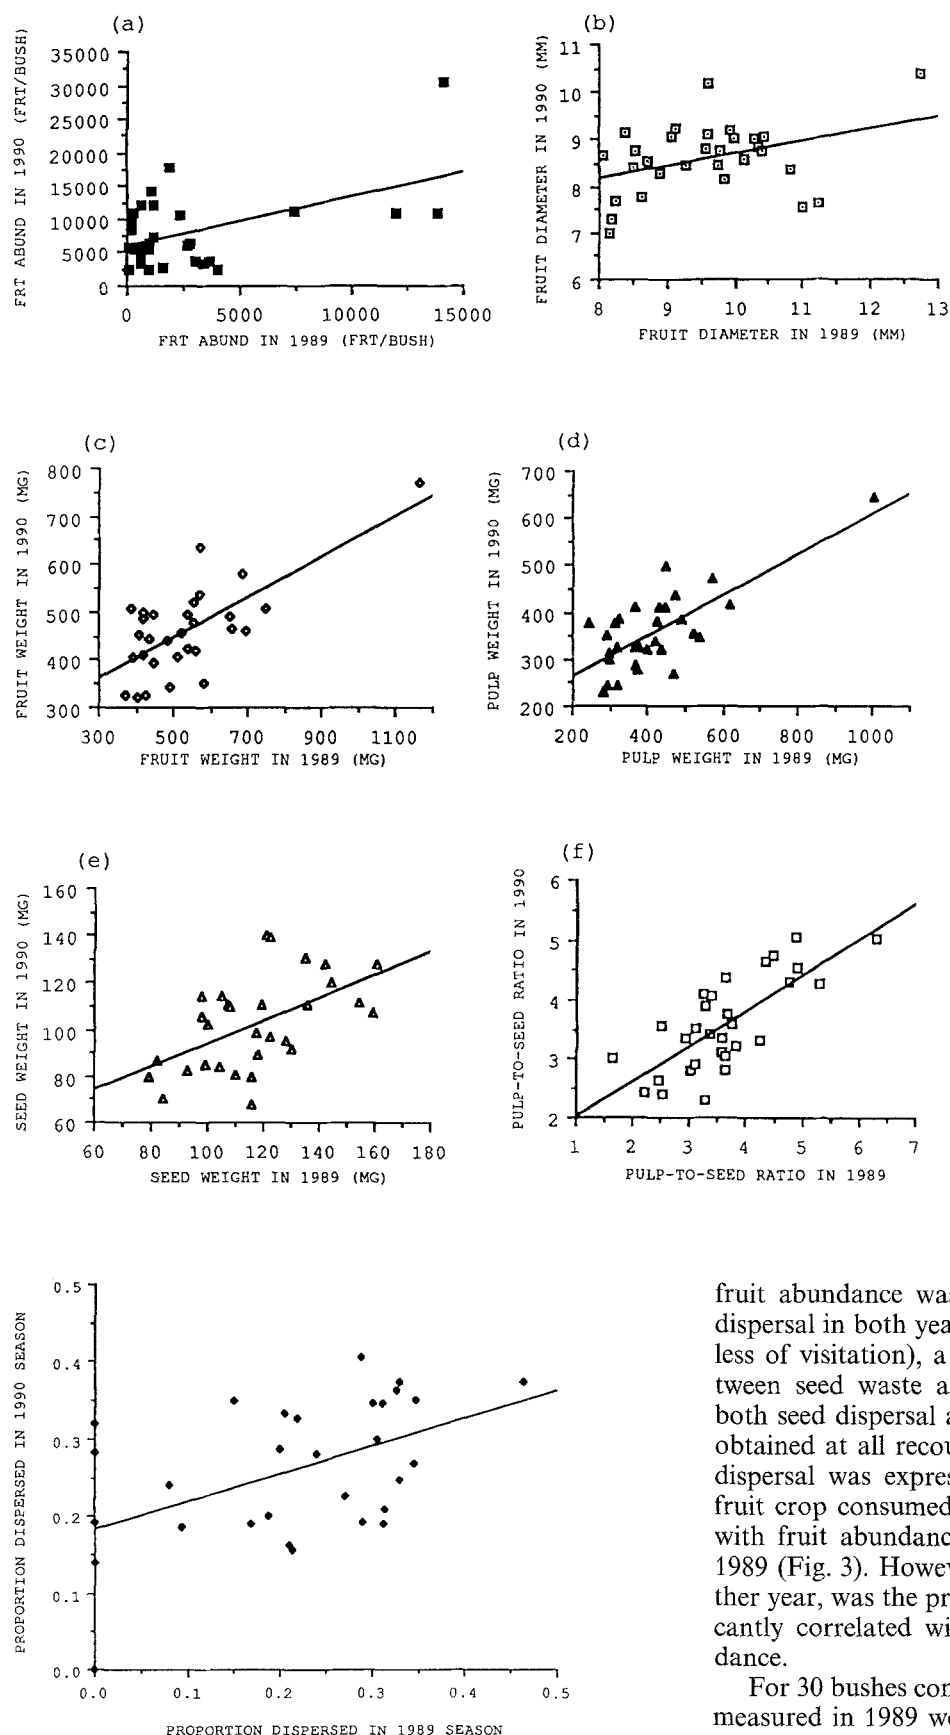 (a)
FRT ABUND IN 1990 (FRT/BUSH)
35000
30000
25000
20000
15000
10000
5000
0
0 5000 10000 15000
FRT ABUND IN 1989 (FRT/BUSH)
(b)
FRUIT DIAMETER IN 1990 (MM)
11
10
9
8
7
6
8 9 10 11 12 13
FRUIT DIAMETER IN 1989 (MM)
(c)
FRUIT WEIGHT IN 1990 (MG)
800
700
600
500
400
300
300 500 700 900 1100
FRUIT WEIGHT IN 1989 (MG)
(d)
PULP WEIGHT IN 1990 (MG)
700
600
500
400
300
200
200 400 600 800 1000
PULP WEIGHT IN 1989 (MG)
(e)
SEED WEIGHT IN 1990 (MG)
160
140
120
100
80
60
60 80 100 120 140 160 180
SEED WEIGHT IN 1989 (MG)
(f)
PULP-TO-SEED RATIO IN 1990
6
5
4
3
2
1 2 3 4 5 6 7
PULP-TO-SEED RATIO IN 1989
PROPORTION DISPERSED IN 1990 SEASON
0.5
0.4
0.3
0.2
0.1
0.0
0.0 0.1 0.2 0.3 0.4 0.5
PROPORTION DISPERSED IN 1989 SEASON
fruit abundance was
dispersal in both yea
less of visitation), a
tween seed waste a
both seed dispersal a
obtained at all recou
dispersal was expres
fruit crop consumed
with fruit abundanc
1989 (Fig. 3). Howev
ther year, was the pr
cantly correlated wi
dance.
For 30 bushes con
measured in 1989 we